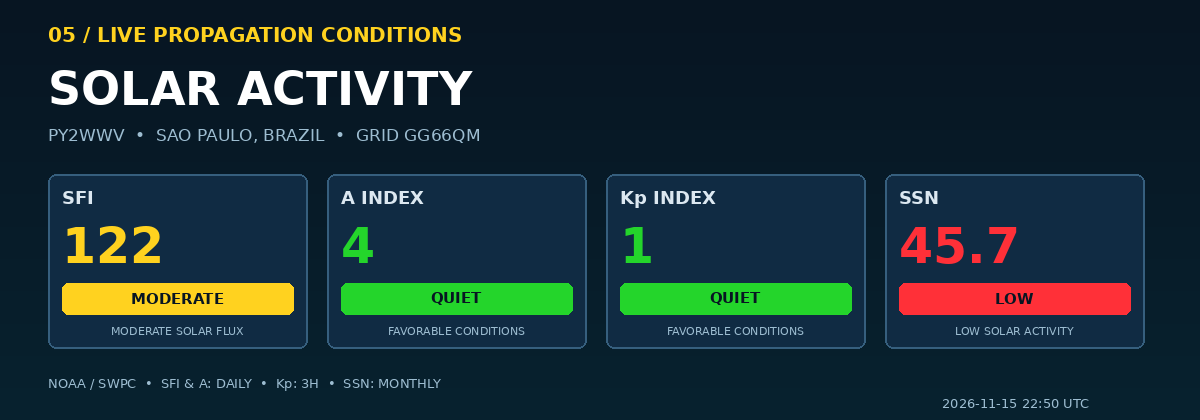 05 / LIVE PROPAGATION CONDITIONS
SOLAR ACTIVITY
PY2WWV • SAO PAULO, BRAZIL • GRID GG66QM
SFI
122
MODERATE
MODERATE SOLAR FLUX
A INDEX
4
QUIET
FAVORABLE CONDITIONS
Kp INDEX
1
QUIET
FAVORABLE CONDITIONS
SSN
45.7
LOW
LOW SOLAR ACTIVITY
NOAA / SWPC • SFI & A: DAILY • Kp: 3H • SSN: MONTHLY
2026-11-15 22:50 UTC